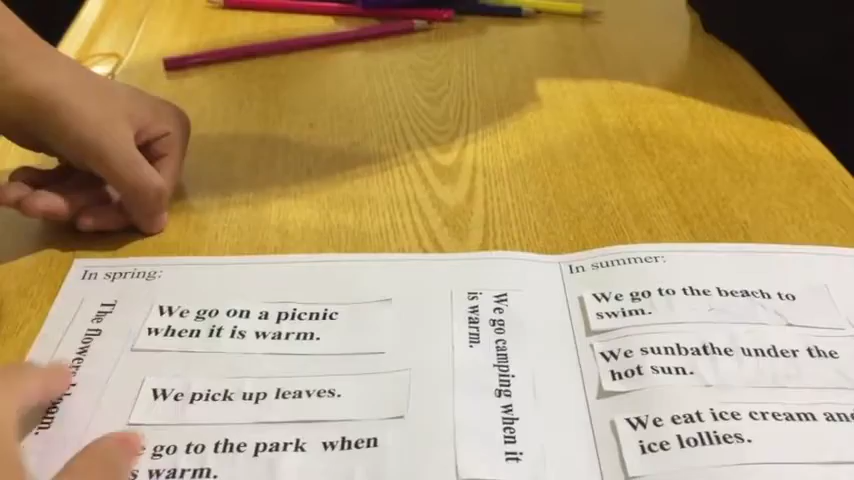 In spring:
The flowers bloom.
We go on a picnic
when it is warm.
We pick up leaves.
go to the park when
s warm.
We go camping when it
is warm.
In summer:
We go to the beach to
swim.
We sunbathe under the
hot sun.
We eat ice cream and
ice lollies.